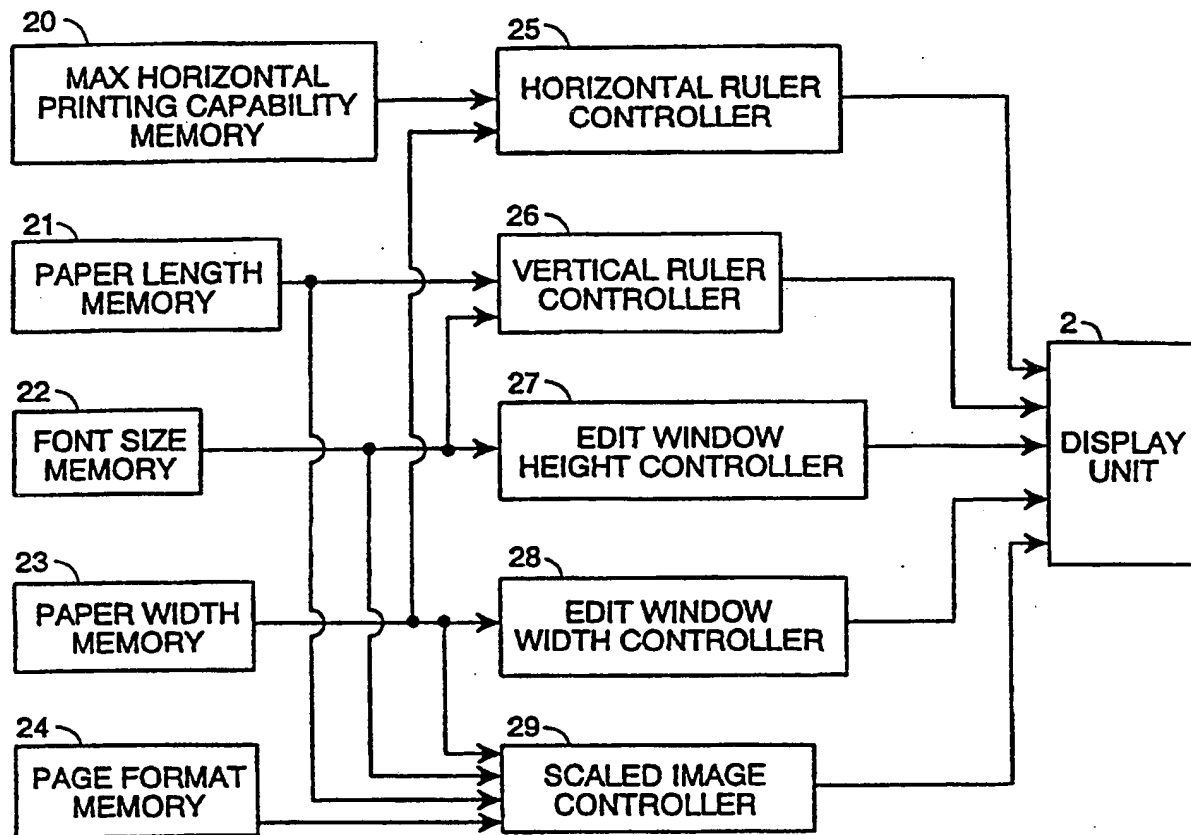 20
MAX HORIZONTAL
PRINTING CAPABILITY
MEMORY
25
HORIZONTAL RULER
CONTROLLER
21
PAPER LENGTH
MEMORY
26
VERTICAL RULER
CONTROLLER
2
DISPLAY
UNIT
22
FONT SIZE
MEMORY
27
EDIT WINDOW
HEIGHT CONTROLLER
23
PAPER WIDTH
MEMORY
28
EDIT WINDOW
WIDTH CONTROLLER
24
PAGE FORMAT
MEMORY
29
SCALED IMAGE
CONTROLLER